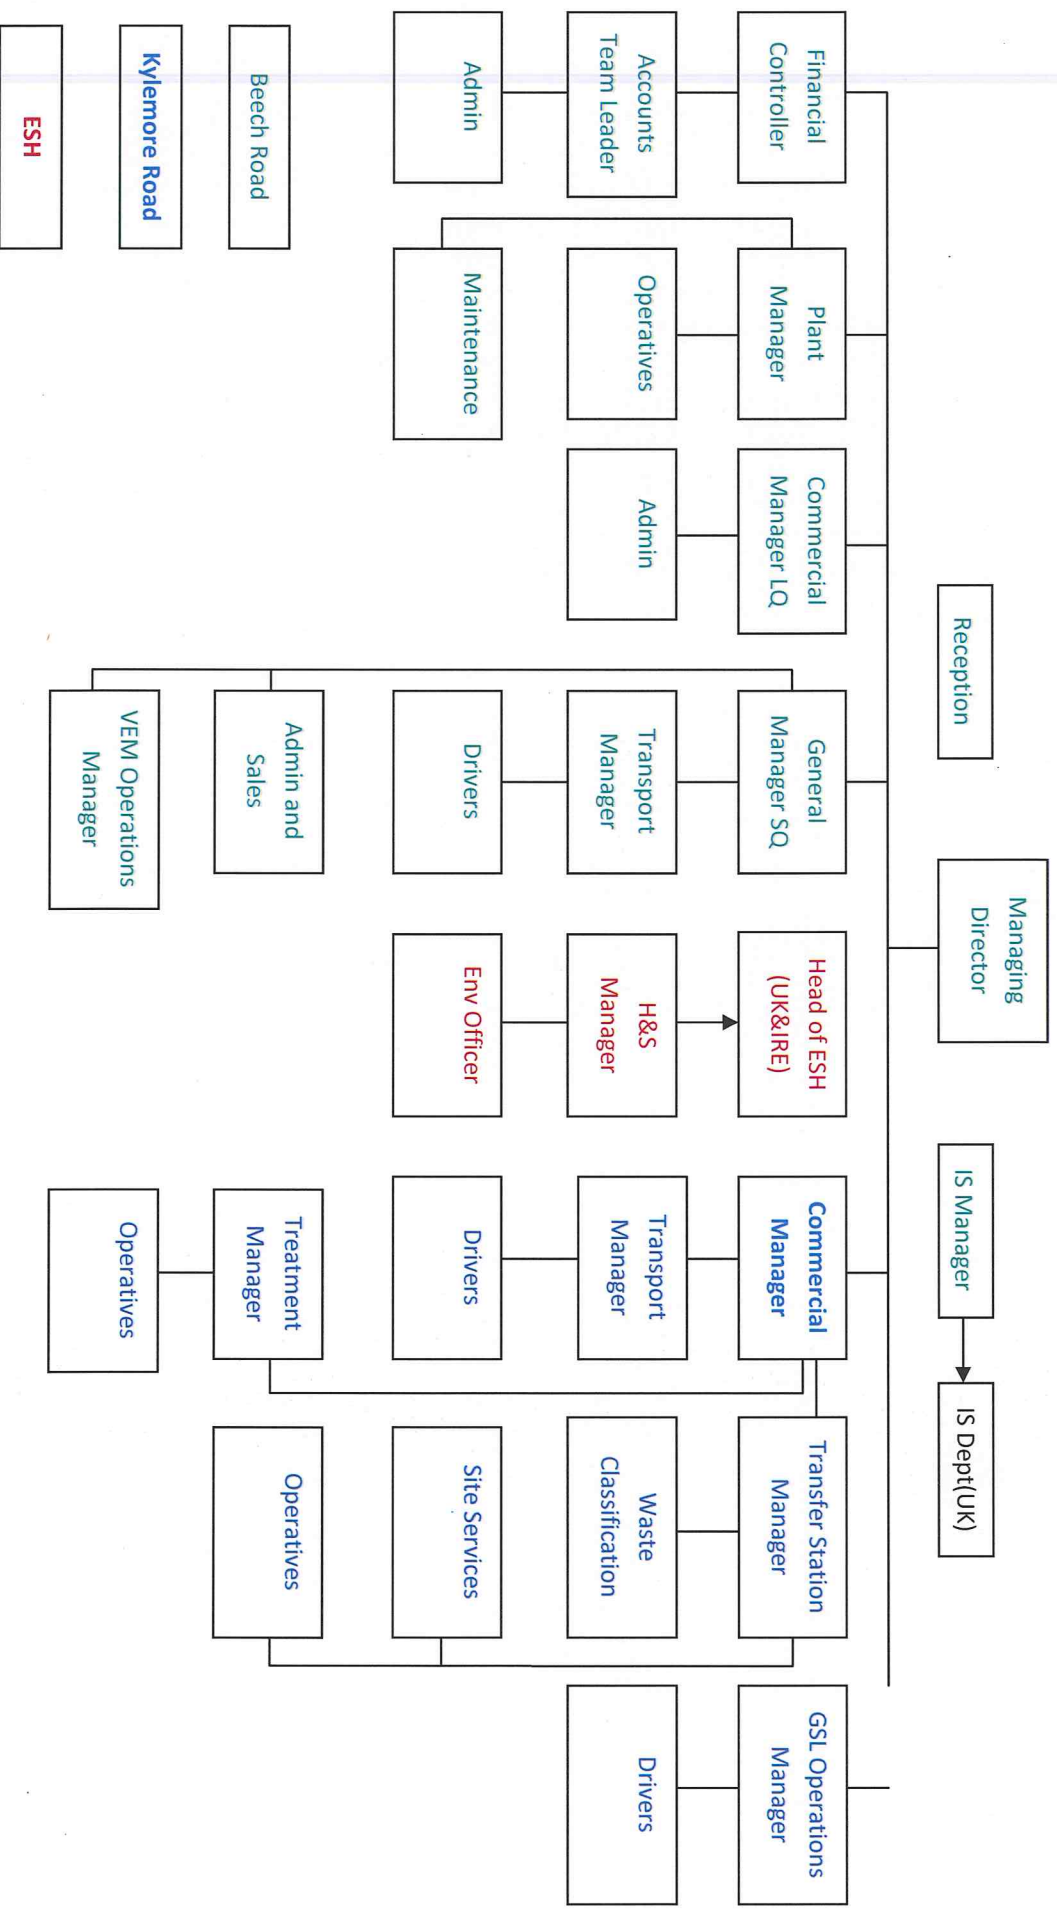 Managing
Director
Reception
IS Manager
IS Dept(UK)
Financial
Controller
Plant
Manager
Commercial
Manager LQ
General
Manager SQ
Head of ESH
(UK&IRE)
Commercial
Manager
Transfer Station
Manager
GSL Operations
Manager
Accounts
Team Leader
Operatives
Admin
Transport
Manager
H&S
Manager
Transport
Manager
Waste
Classification
Drivers
Admin
Maintenance
Drivers
Env Officer
Drivers
Site Services
Beech Road
Admin and
Sales
Treatment
Manager
Operatives
Kylemore Road
VEM Operations
Manager
Operatives
ESH